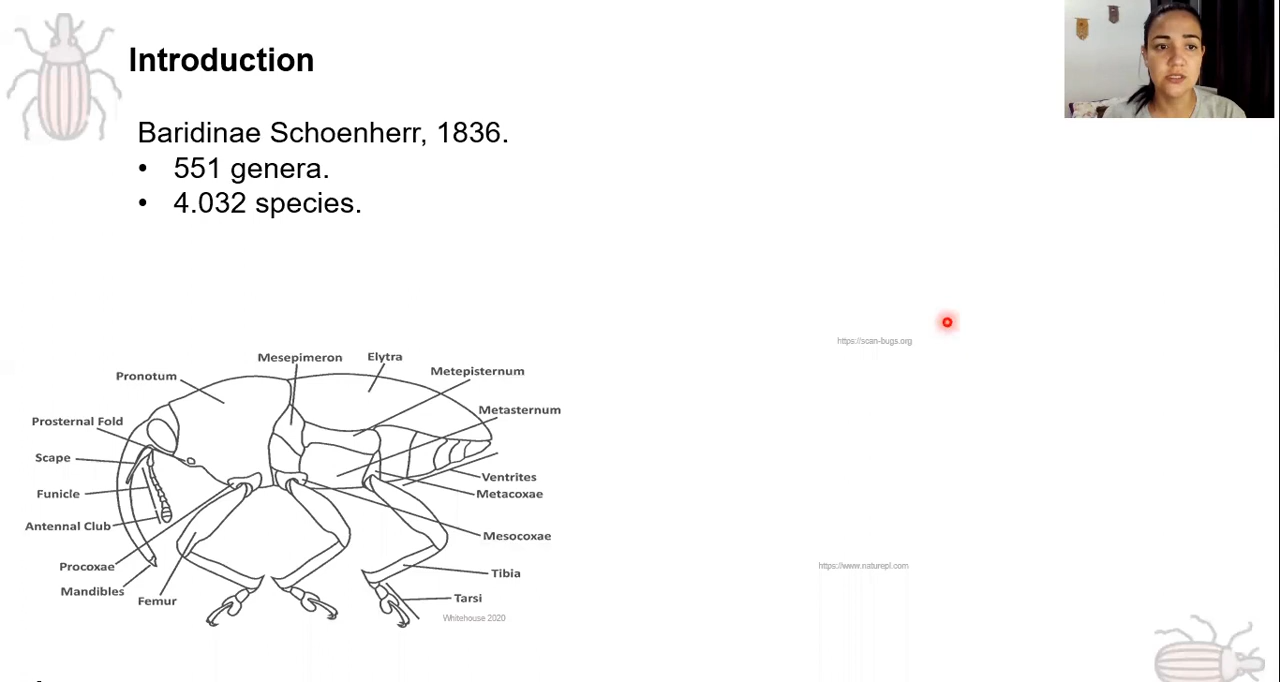 Introduction
Baridinae Schoenherr, 1836.
• 551 genera.
• 4.032 species.
https://scan-bugs.org
Mesepimeron
Elytra
Pronotum
Metepisternum
Prosternal Fold
Metasternum
Scape
Ventrites
Funicle
Metacoxae
Antennal Club
Mesocoxae
Procoxae
https://www.naturepl.com
Mandibles
Tibia
Femur
Tarsi
Whitehouse 2020